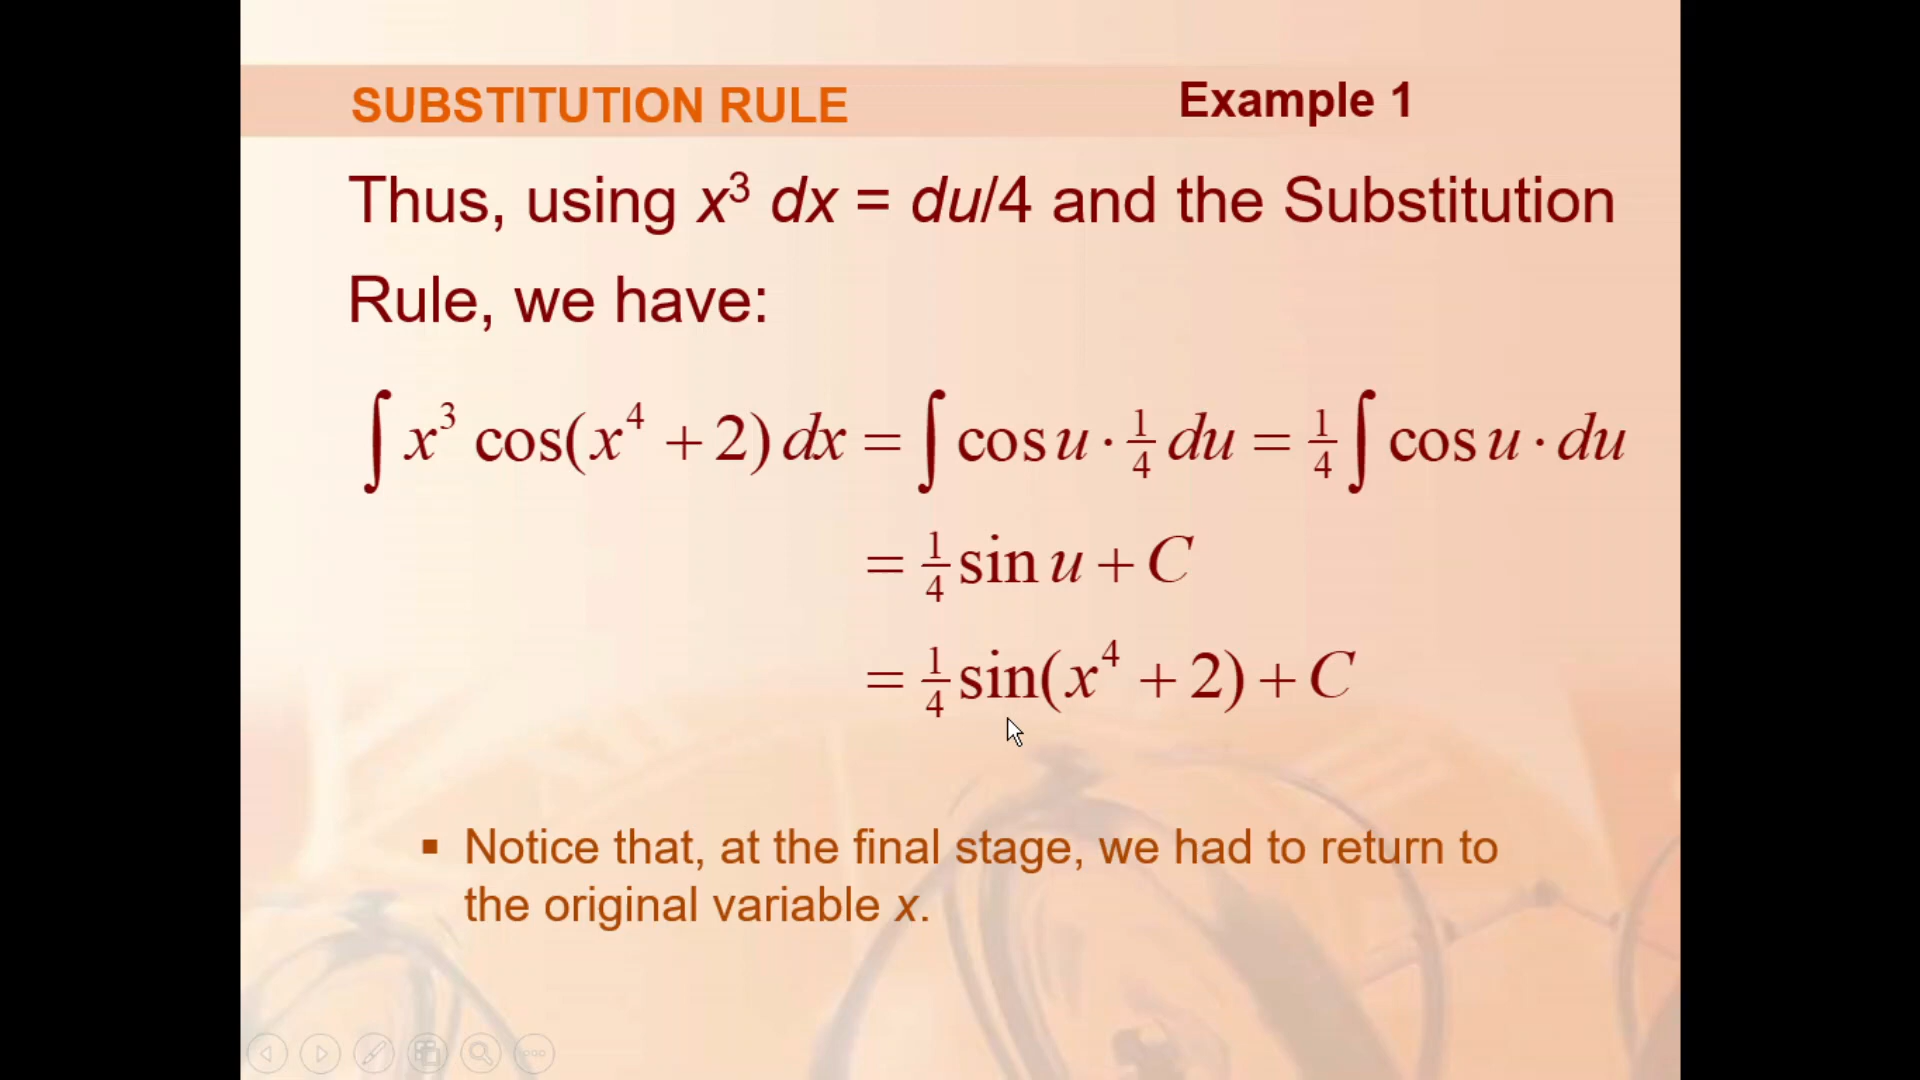 SUBSTITUTION RULE
Example 1
Thus, using x³ dx = du/4 and the Substitution
Rule, we have:
∫ x³ cos(x⁴ + 2) dx = ∫ cos u · ¼ du = ¼ ∫ cos u · du
= ¼ sin u + C
= ¼ sin(x⁴ + 2) + C
▪ Notice that, at the final stage, we had to return to
the original variable x.